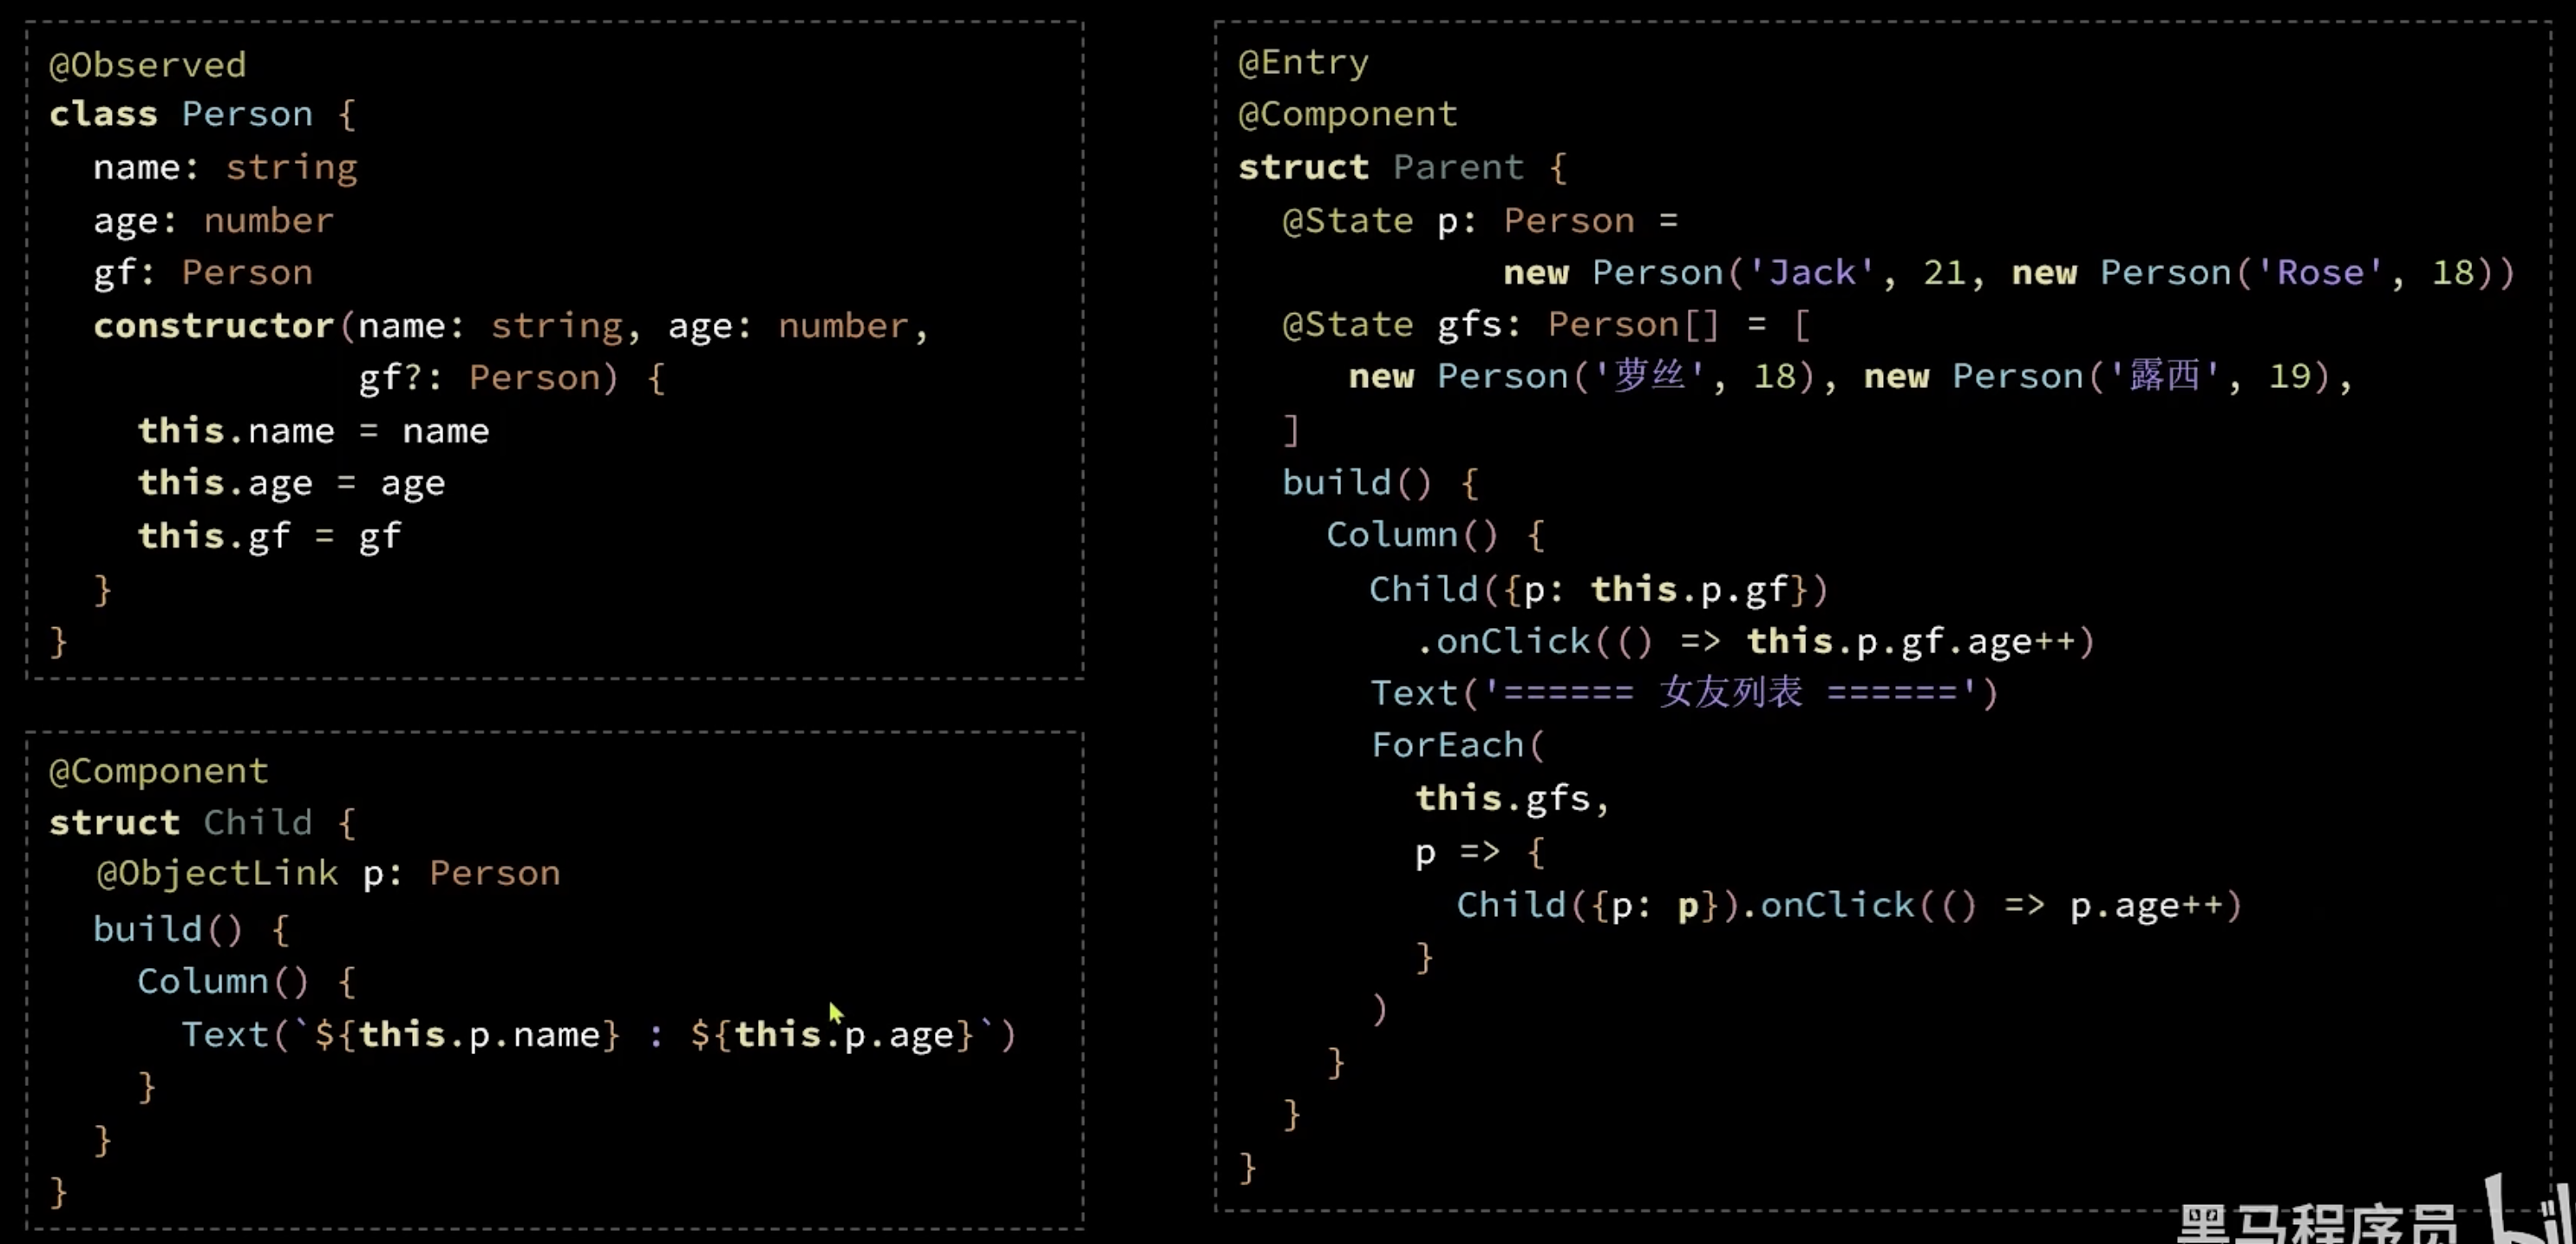 @Observed
class Person {
  name: string
  age: number
  gf: Person
  constructor(name: string, age: number,
              gf?: Person) {
    this.name = name
    this.age = age
    this.gf = gf
  }
}
@Component
struct Child {
  @ObjectLink p: Person
  build() {
    Column() {
      Text(`${this.p.name} : ${this.p.age}`)
    }
  }
}
@Entry
@Component
struct Parent {
  @State p: Person =
            new Person('Jack', 21, new Person('Rose', 18))
  @State gfs: Person[] = [
     new Person('萝丝', 18), new Person('露西', 19),
  ]
  build() {
    Column() {
      Child({p: this.p.gf})
        .onClick(() => this.p.gf.age++)
      Text('====== 女友列表 ======')
      ForEach(
        this.gfs,
        p => {
          Child({p: p}).onClick(() => p.age++)
        }
      )
    }
  }
}
黑马程序员